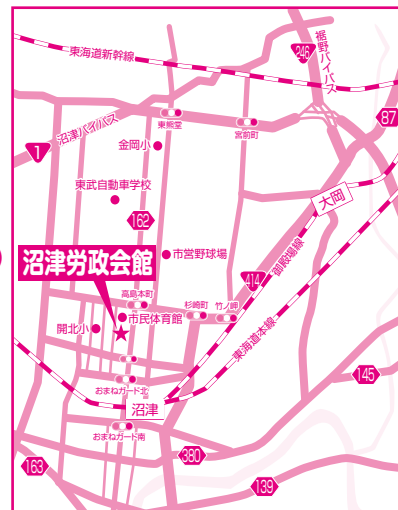 東海道新幹線
246
裾野バイパス
87
沼津バイパス
東熊堂
宮前町
1
金岡小
東武自動車学校
大岡
162
市営野球場
御殿場線
沼津労政会館
414
高島本町
杉崎町
竹ノ岬
市民体育館
開北小
東海道本線
145
おまねガード北
沼津
おまねガード南
380
163
139